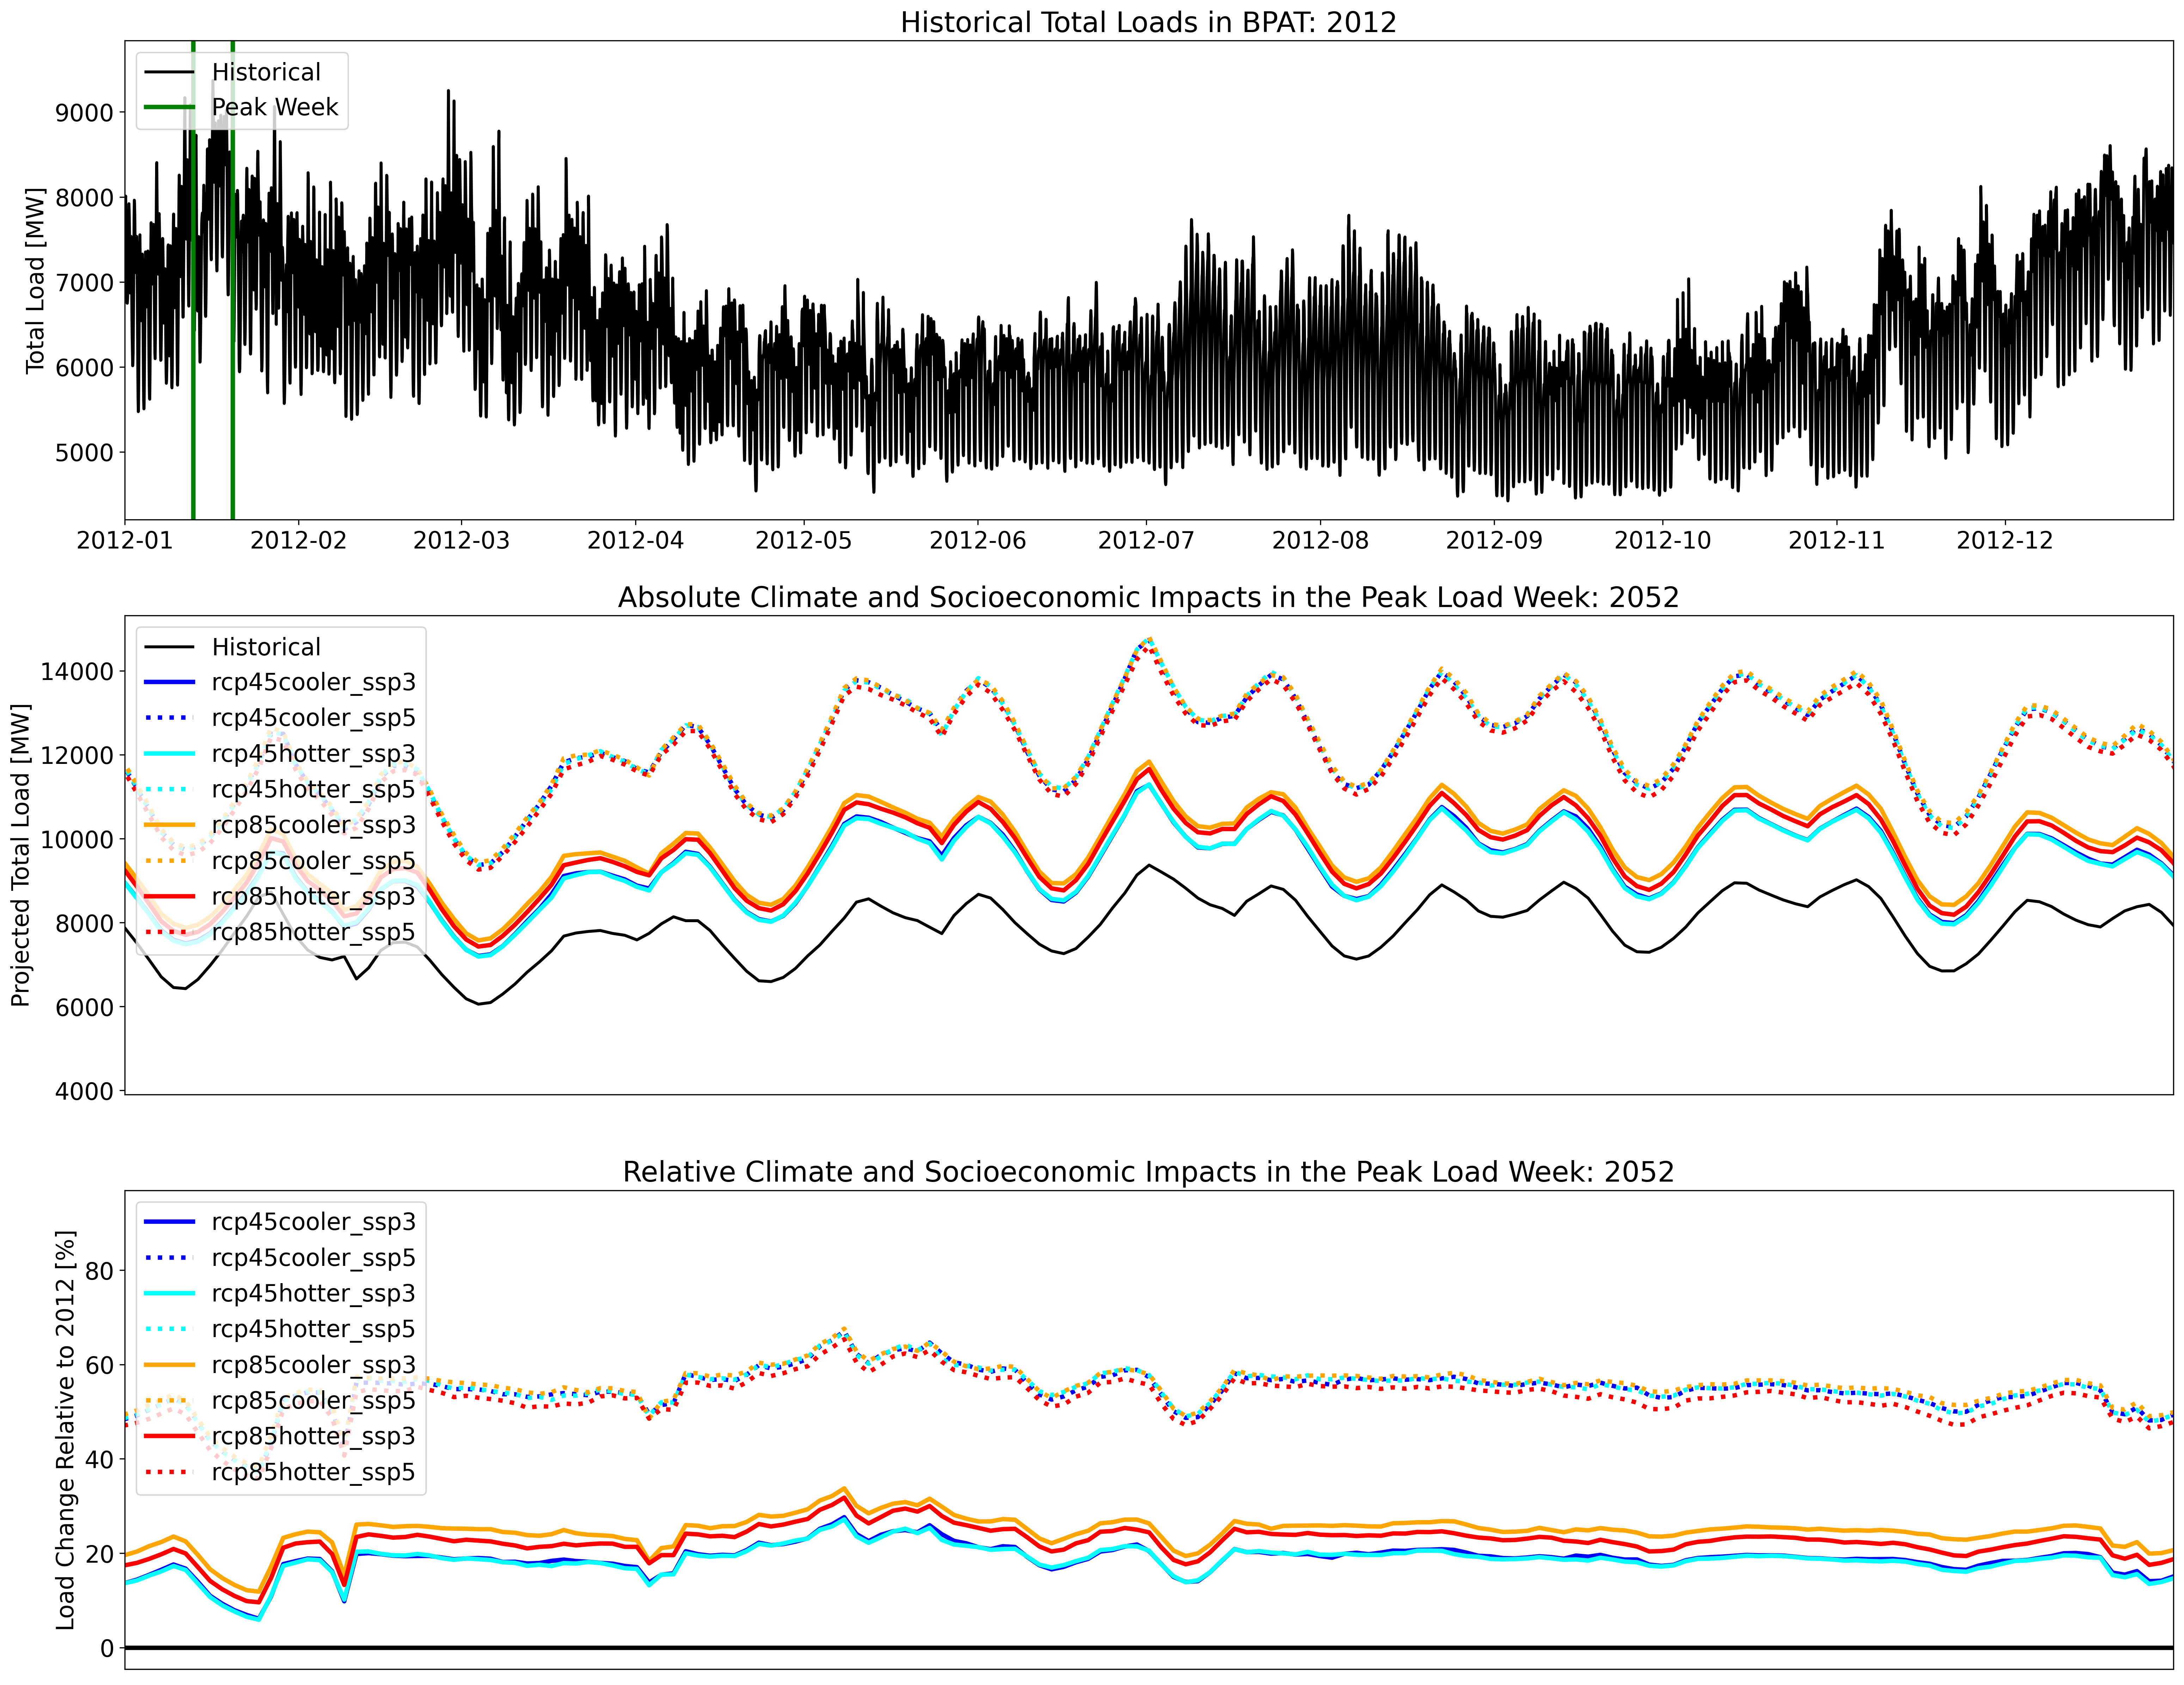 Historical Total Loads in BPAT: 2012
Total Load [MW]
9000
8000
7000
6000
5000
Historical
Peak Week
2012-01 2012-02 2012-03 2012-04 2012-05 2012-06 2012-07 2012-08 2012-09 2012-10 2012-11 2012-12
Absolute Climate and Socioeconomic Impacts in the Peak Load Week: 2052
Projected Total Load [MW]
14000
12000
10000
8000
6000
4000
Historical
rcp45cooler_ssp3
rcp45cooler_ssp5
rcp45hotter_ssp3
rcp45hotter_ssp5
rcp85cooler_ssp3
rcp85cooler_ssp5
rcp85hotter_ssp3
rcp85hotter_ssp5
Relative Climate and Socioeconomic Impacts in the Peak Load Week: 2052
Load Change Relative to 2012 [%]
80
60
40
20
0
rcp45cooler_ssp3
rcp45cooler_ssp5
rcp45hotter_ssp3
rcp45hotter_ssp5
rcp85cooler_ssp3
rcp85cooler_ssp5
rcp85hotter_ssp3
rcp85hotter_ssp5